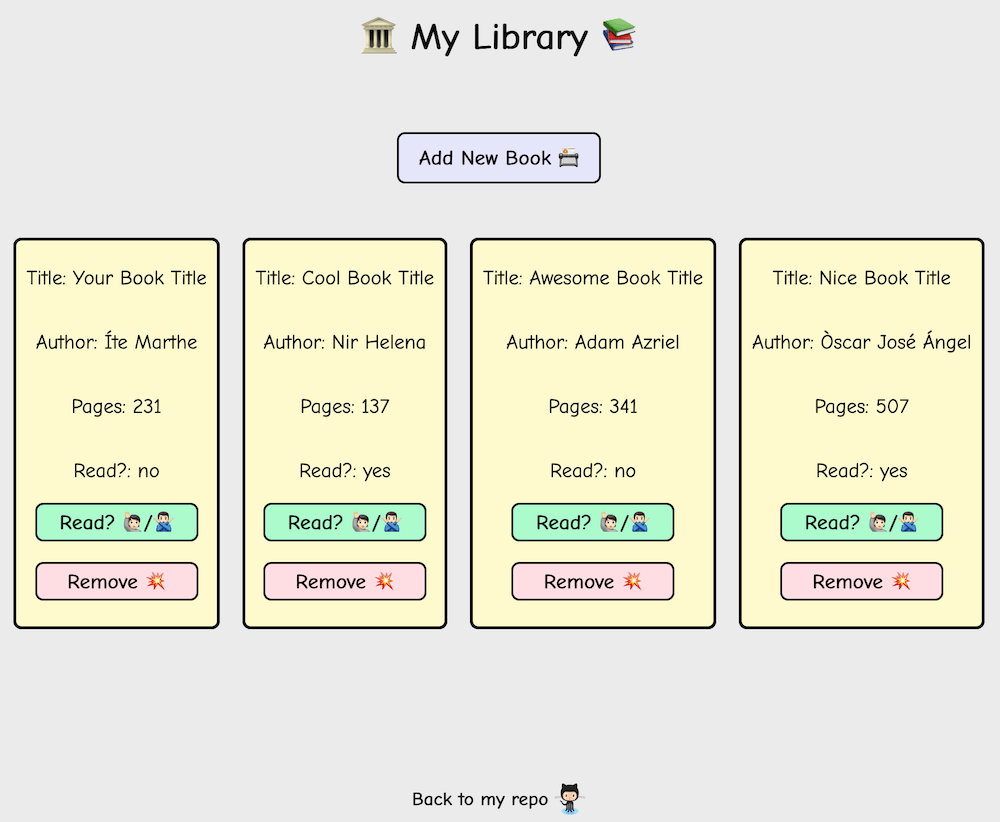 🏛️ My Library 📚
Add New Book
Title: Your Book Title
Author: Íte Marthe
Pages: 231
Read?: no
Read? 🙋🏻‍♂️/🙅🏻‍♂️
Remove 💥
Title: Cool Book Title
Author: Nir Helena
Pages: 137
Read?: yes
Read? 🙋🏻‍♂️/🙅🏻‍♂️
Remove 💥
Title: Awesome Book Title
Author: Adam Azriel
Pages: 341
Read?: no
Read? 🙋🏻‍♂️/🙅🏻‍♂️
Remove 💥
Title: Nice Book Title
Author: Òscar José Ángel
Pages: 507
Read?: yes
Read? 🙋🏻‍♂️/🙅🏻‍♂️
Remove 💥
Back to my repo